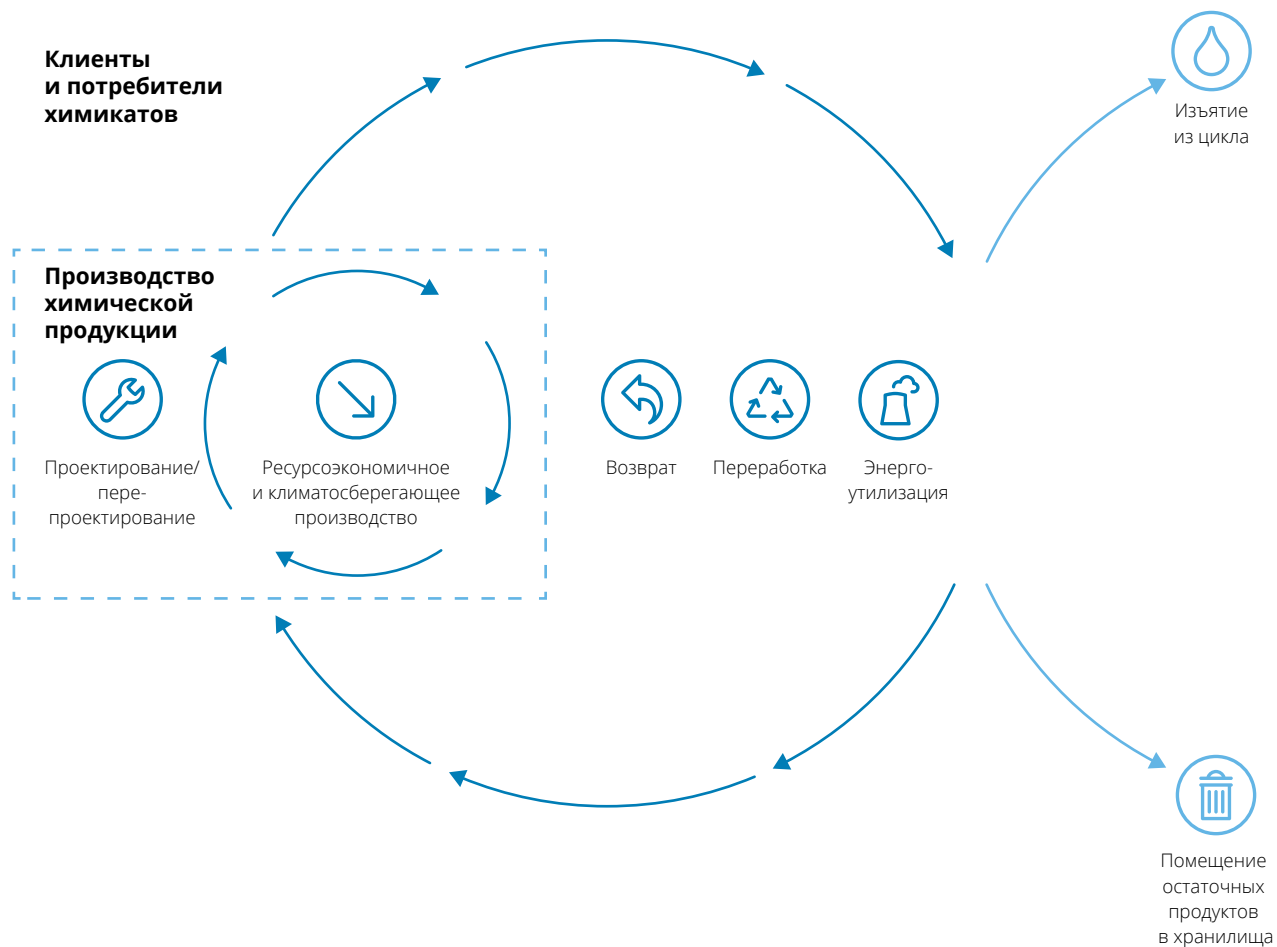 Клиенты
и потребители
химикатов
Изъятие
из цикла
Производство
химической
продукции
Проектирование/
пере-
проектирование
Ресурсоэкономичное
и климатосберегающее
производство
Возврат
Переработка
Энерго-
утилизация
Помещение
остаточных
продуктов
в хранилища